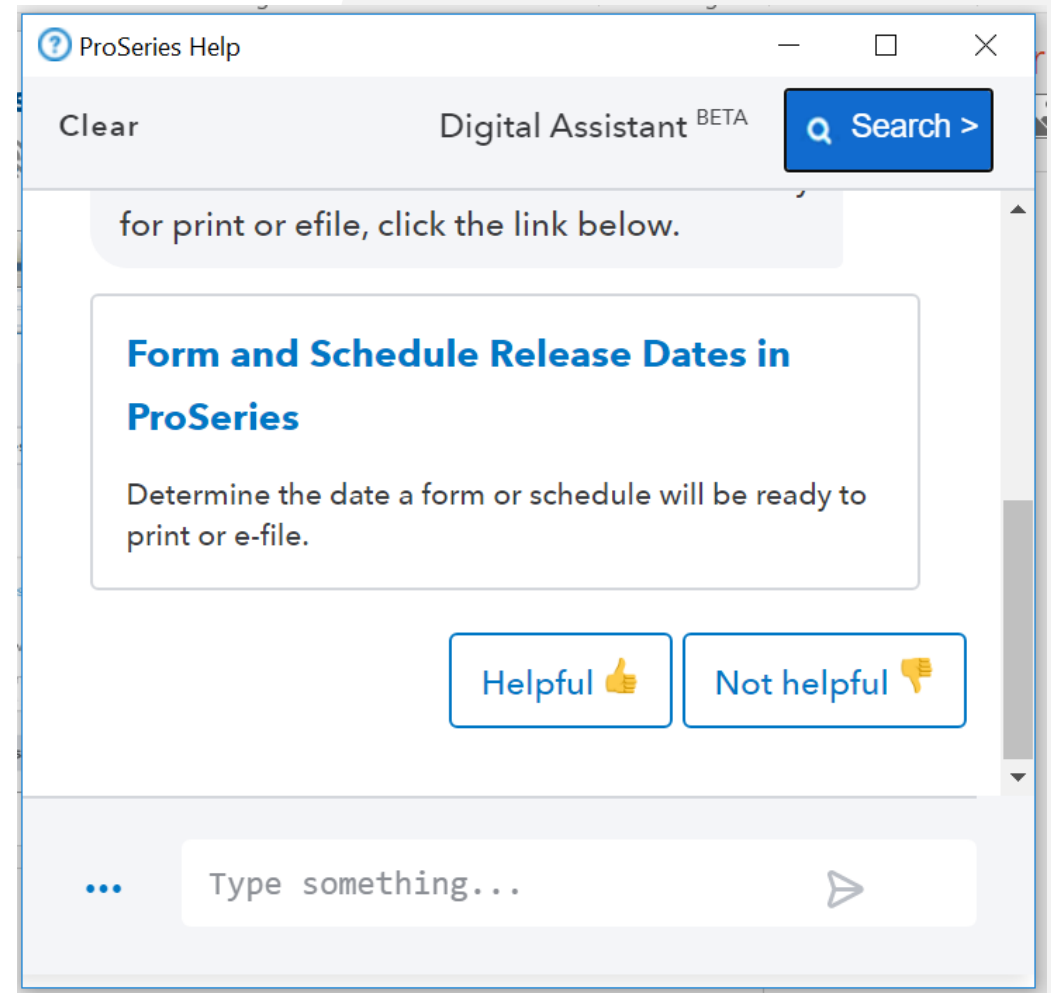 ProSeries Help
Clear
Digital Assistant BETA
Search >
for print or efile, click the link below.
Form and Schedule Release Dates in
ProSeries
Determine the date a form or schedule will be ready to
print or e-file.
Helpful 👍
Not helpful 👎
Type something...